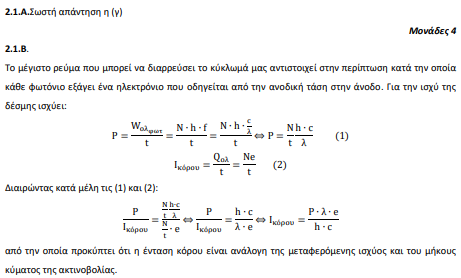 2.1.Α.Σωστή απάντηση η (γ)
Μονάδες 4
2.1.Β.
Το μέγιστο ρεύμα που μπορεί να διαρρεύσει το κύκλωμά μας αντιστοιχεί στην περίπτωση κατά την οποία
κάθε φωτόνιο εξάγει ένα ηλεκτρόνιο που οδηγείται από την ανοδική τάση στην άνοδο. Για την ισχύ της
δέσμης ισχύει:
P = W_ολφωτ / t = N · h · f / t = N · h · c/λ / t ⇔ P = N/t h · c/λ (1)
I_κόρου = Q_ολ / t = Ne / t (2)
Διαιρώντας κατά μέλη τις (1) και (2):
P / I_κόρου = (N/t h·c/λ) / (N/t · e) ⇔ P / I_κόρου = h · c / λ · e ⇔ I_κόρου = P · λ · e / h · c
από την οποία προκύπτει ότι η ένταση κόρου είναι ανάλογη της μεταφερόμενης ισχύος και του μήκους
κύματος της ακτινοβολίας.